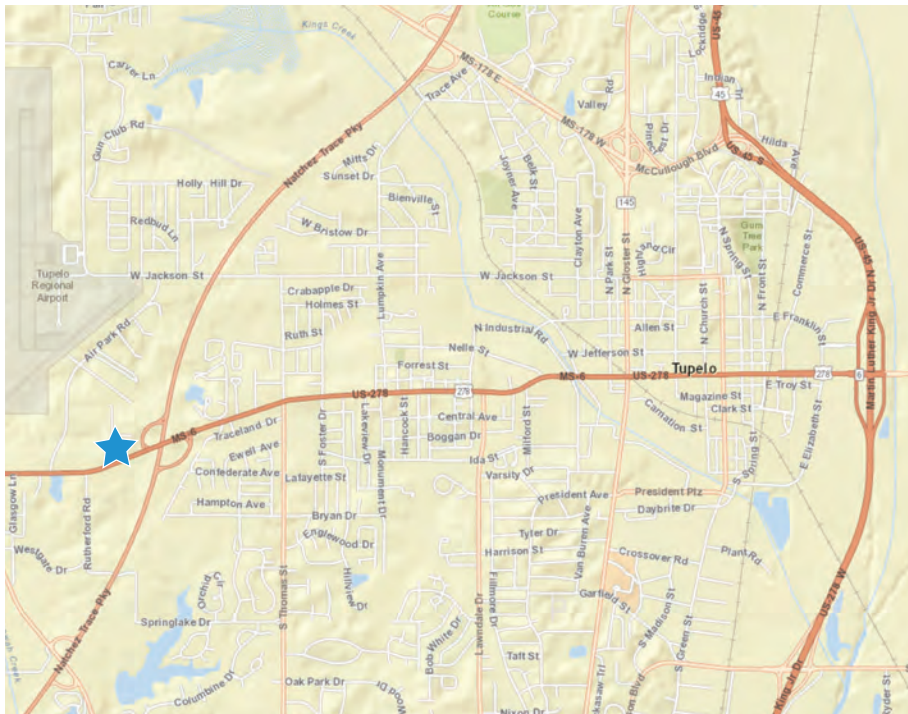 Course
Kings Creek
US-45
Carver Ln
Trace Ave
MS-178 E
Indian Trl
Valley Rd
45
Gun Club Rd
Natchez Trace Pky
MS-178 W
Hilda Ave
Mitts Dr
US-45 S
McCullough Blvd
Sunset Dr
Belk St
Joyner Ave
Holly Hill Dr
Bienville St
145
Redbud Ln
W Bristow Dr
Clayton Ave
N Park St
N Gloster St
Highland Cir
N Spring St
Gum
Tree
Park
N Front St
Commerce St
US-45
Tupelo
Regional
Airport
W Jackson St
W Jackson St
Lumpkin Ave
Crabapple Dr
Holmes St
N Church St
Martin Luther King Jr Dr N
Air Park Rd
Ruth St
N Industrial Rd
Allen St
E Franklin St
Nelle St
W Jefferson St
Forrest St
MS-6
US-278
Tupelo
278
6
US-278
278
E Troy St
Magazine St
Clark St
Carnation St
Central Ave
Milford St
Traceland Dr
MS-6
S Foster Dr
Lakeview Dr
Hancock St
Boggan Dr
Ewell Ave
Ida St
S Spring St
E Elizabeth St
Confederate Ave
Lafayette St
Varsity Dr
Glasgow Ln
Rutherford Rd
Monument Dr
President Ave
President Plz
Hampton Ave
Daybrite Dr
Bryan Dr
Englewood Dr
Tyler Dr
Van Buren Ave
Harrison St
Crossover Rd
Plant Rd
Westgate Dr
Orchid Cir
Hillview Dr
Fillmore Dr
Garfield St
US-278 W
S Thomas St
Springlake Dr
S Madison St
Natchez Trace Pky
Bob White Dr
Lawndale Dr
S Green St
Taft St
Columbine Dr
Oak Park Dr
King Jr Dr
Nixon Dr